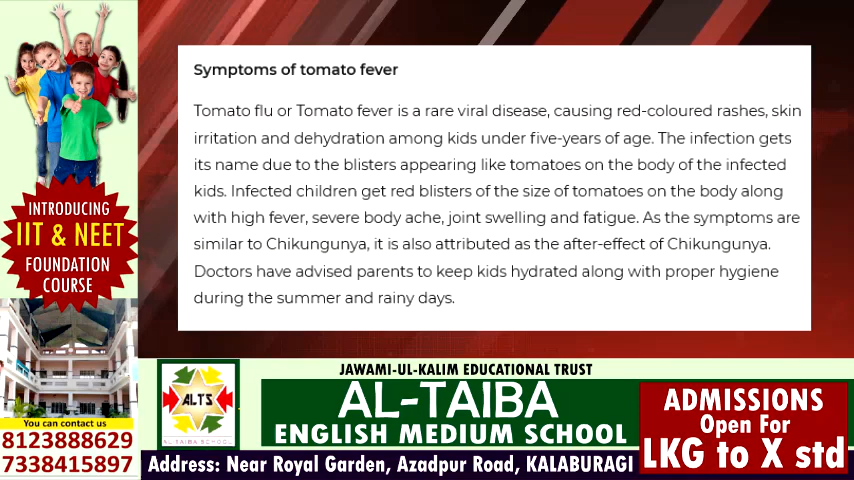 Symptoms of tomato fever
Tomato flu or Tomato fever is a rare viral disease, causing red-coloured rashes, skin
irritation and dehydration among kids under five-years of age. The infection gets
its name due to the blisters appearing like tomatoes on the body of the infected
kids. Infected children get red blisters of the size of tomatoes on the body along
with high fever, severe body ache, joint swelling and fatigue. As the symptoms are
similar to Chikungunya, it is also attributed as the after-effect of Chikungunya.
Doctors have advised parents to keep kids hydrated along with proper hygiene
during the summer and rainy days.
INTRODUCING
IIT & NEET
FOUNDATION
COURSE
You can contact us
8123888629
7338415897
ALTS
AL TAIBA SCHOOL
JAWAMI-UL-KALIM EDUCATIONAL TRUST
AL-TAIBA
ENGLISH MEDIUM SCHOOL
Address: Near Royal Garden, Azadpur Road, KALABURAGI
ADMISSIONS
Open For
LKG to X std